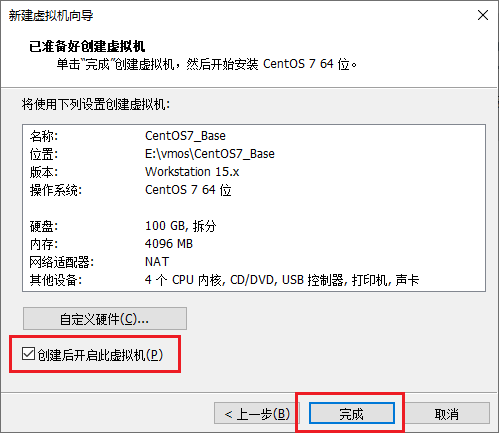 新建虚拟机向导
已准备好创建虚拟机
单击“完成”创建虚拟机，然后开始安装 CentOS 7 64 位。
将使用下列设置创建虚拟机:
名称: CentOS7_Base
位置: E:\vmos\CentOS7_Base
版本: Workstation 15.x
操作系统: CentOS 7 64 位
硬盘: 100 GB, 拆分
内存: 4096 MB
网络适配器: NAT
其他设备: 4 个 CPU 内核, CD/DVD, USB 控制器, 打印机, 声卡
自定义硬件(C)...
创建后开启此虚拟机(P)
< 上一步(B) 完成 取消